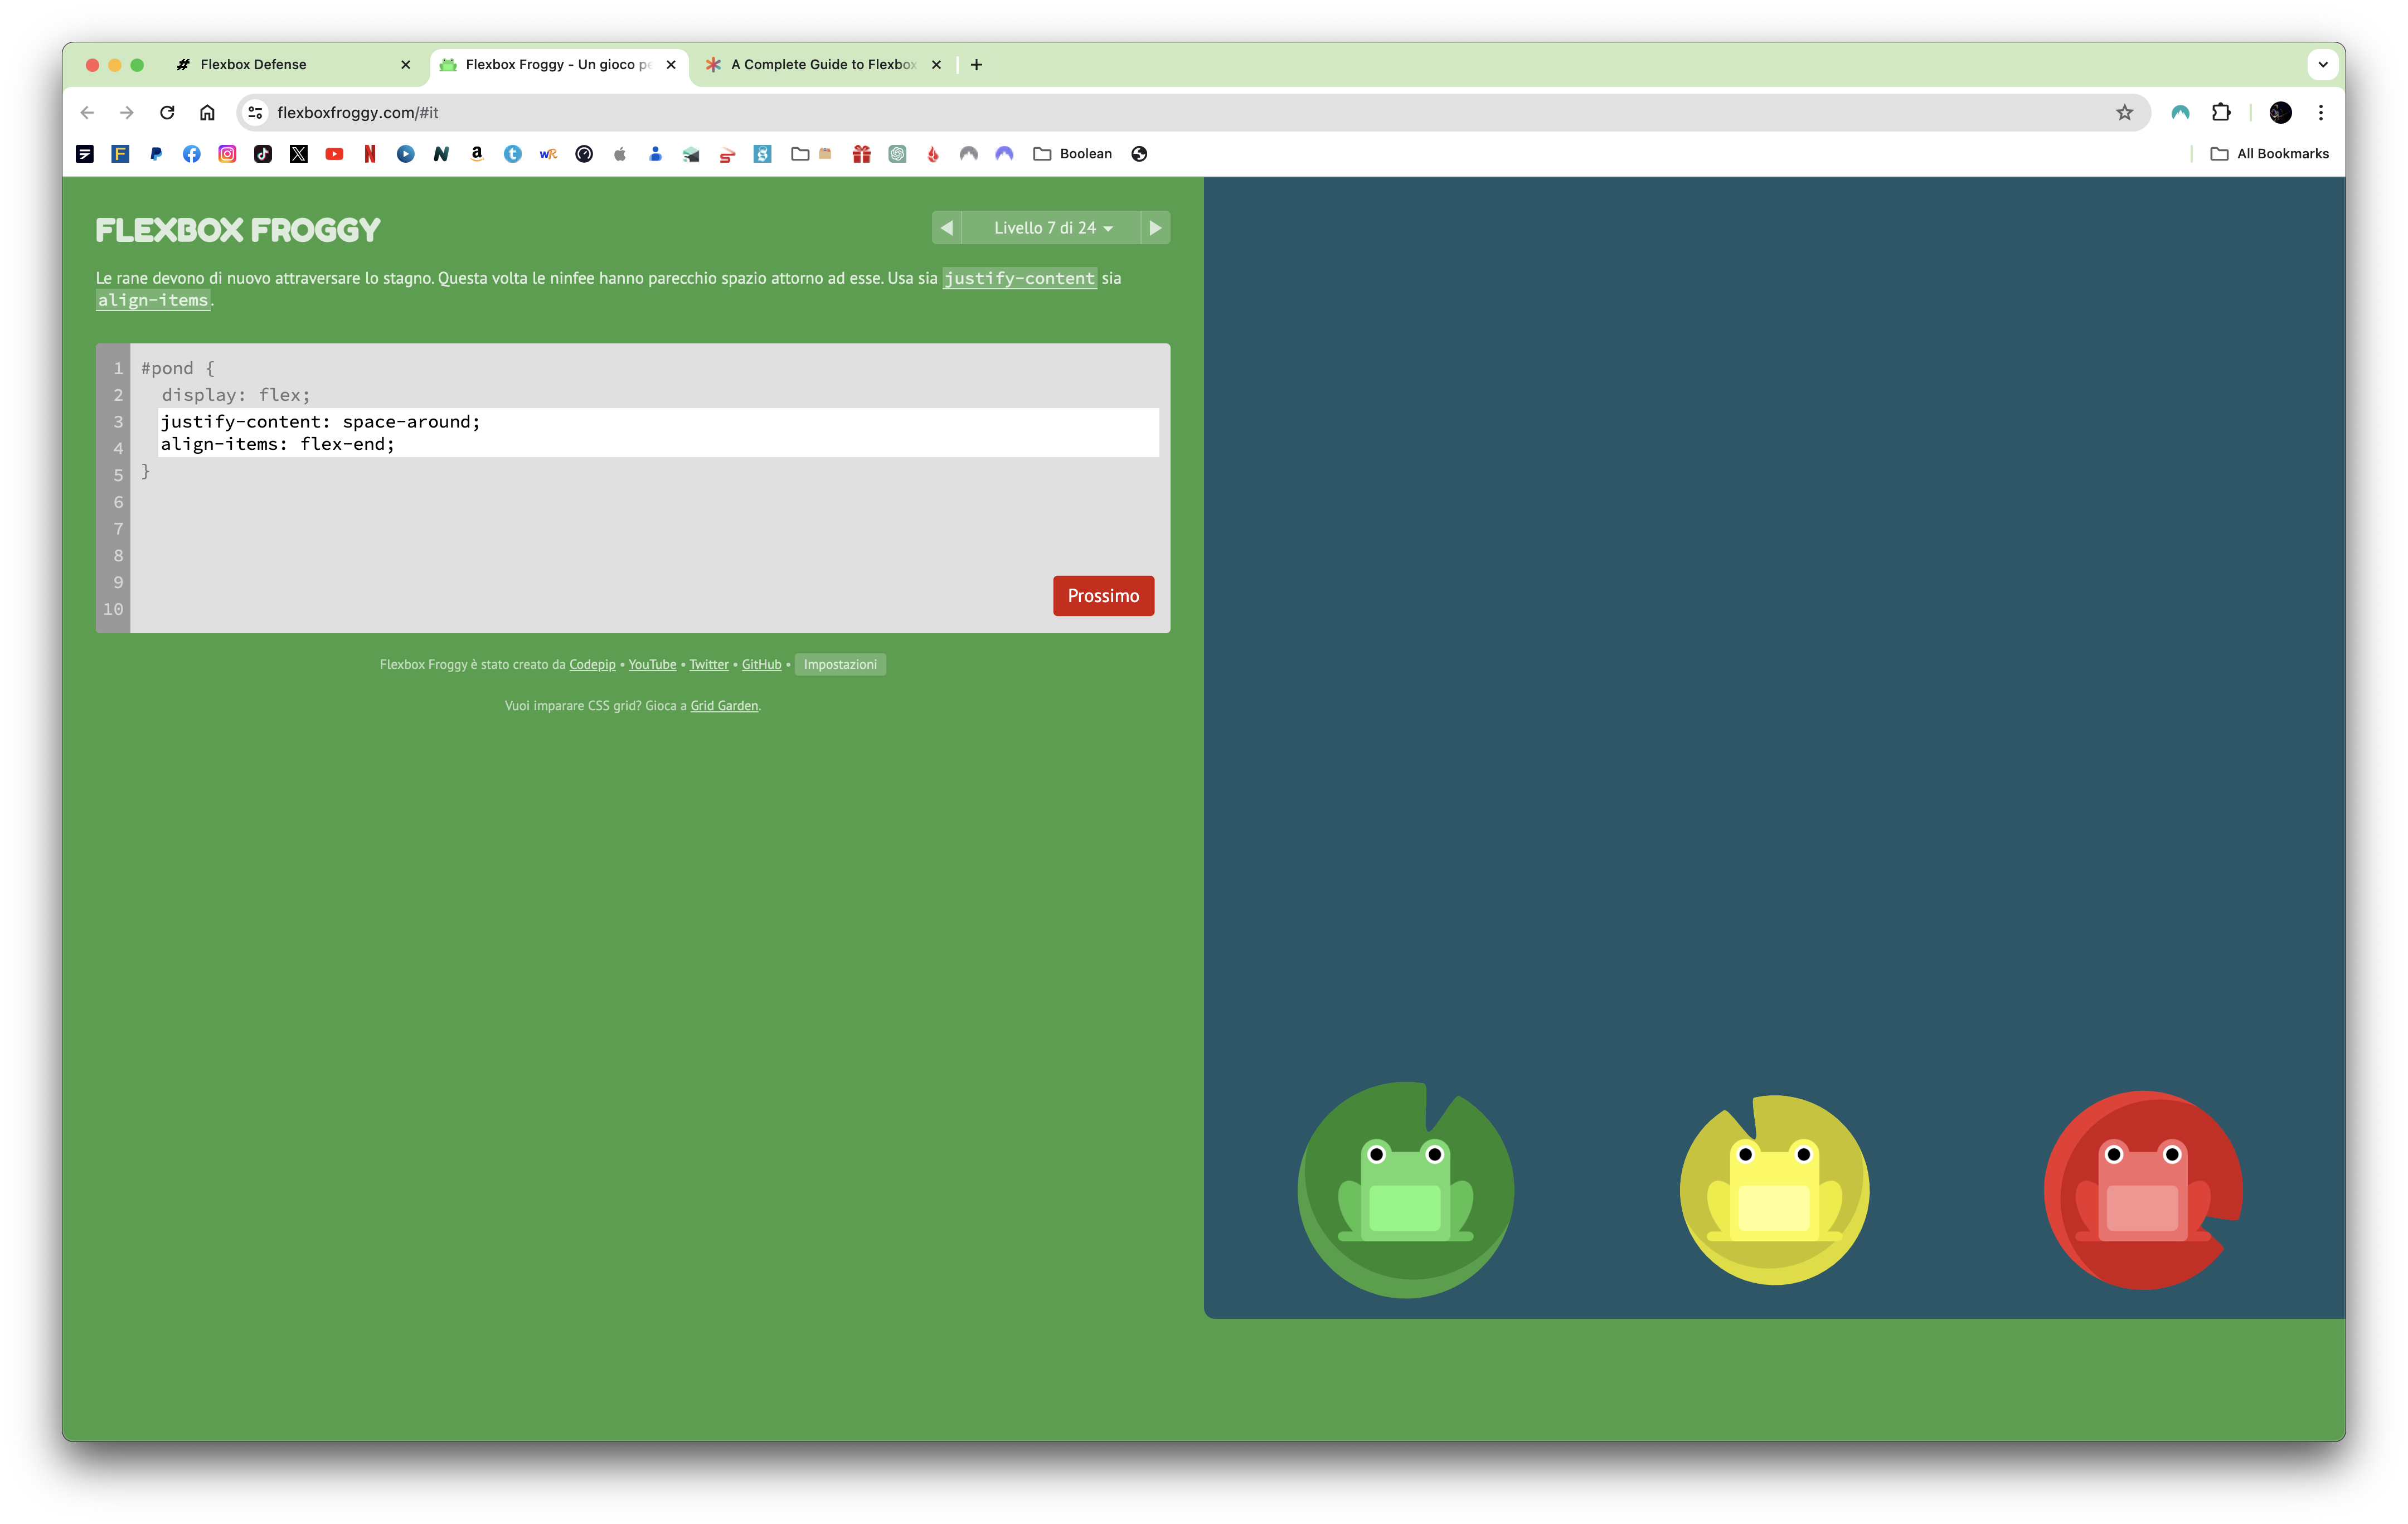 Flexbox Defense
Flexbox Froggy - Un gioco pe
A Complete Guide to Flexbox
flexboxfroggy.com/#it
Boolean
All Bookmarks
FLEXBOX FROGGY
Livello 7 di 24
Le rane devono di nuovo attraversare lo stagno. Questa volta le ninfee hanno parecchio spazio attorno ad esse. Usa sia justify-content sia
align-items.
1 #pond {
2 display: flex;
3 justify-content: space-around;
4 align-items: flex-end;
5 }
6
7
8
9
10
Prossimo
Flexbox Froggy è stato creato da Codepip • YouTube • Twitter • GitHub • Impostazioni
Vuoi imparare CSS grid? Gioca a Grid Garden.